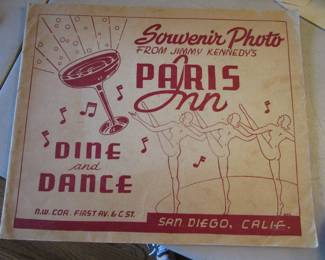 Souvenir Photo
FROM JIMMY KENNEDY'S
PARIS
Inn
DINE
and
DANCE
N.W. COR. FIRST AV. & C ST.
SAN DIEGO, CALIF.